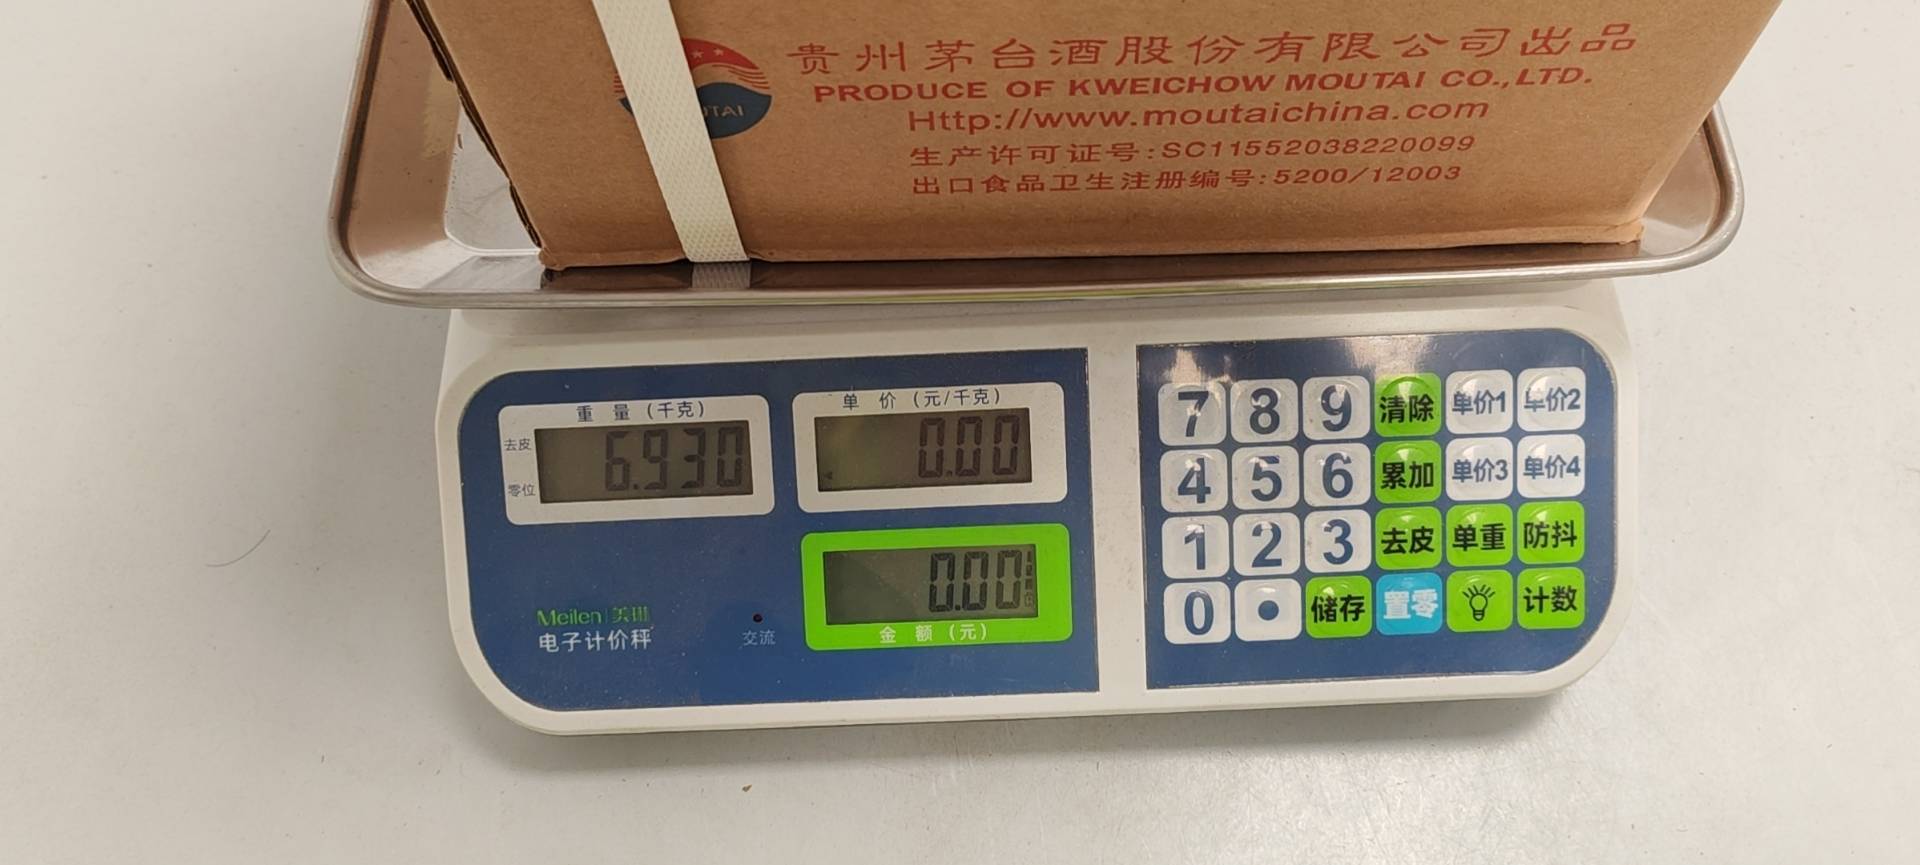 贵州茅台酒股份有限公司出品
PRODUCE OF KWEICHOW MOUTAI CO.,LTD.
Http://www.moutaichina.com
生产许可证号:SC11552038220099
出口食品卫生注册编号:5200/12003
UTAI
重量(千克)
去皮
零位
6.930
单价(元/千克)
0.00
0.00
金额(元)
Meilen 美琳
电子计价秤
交流
7 8 9 清除 单价1 单价2
4 5 6 累加 单价3 单价4
1 2 3 去皮 单重 防抖
0 • 储存 置零 计数